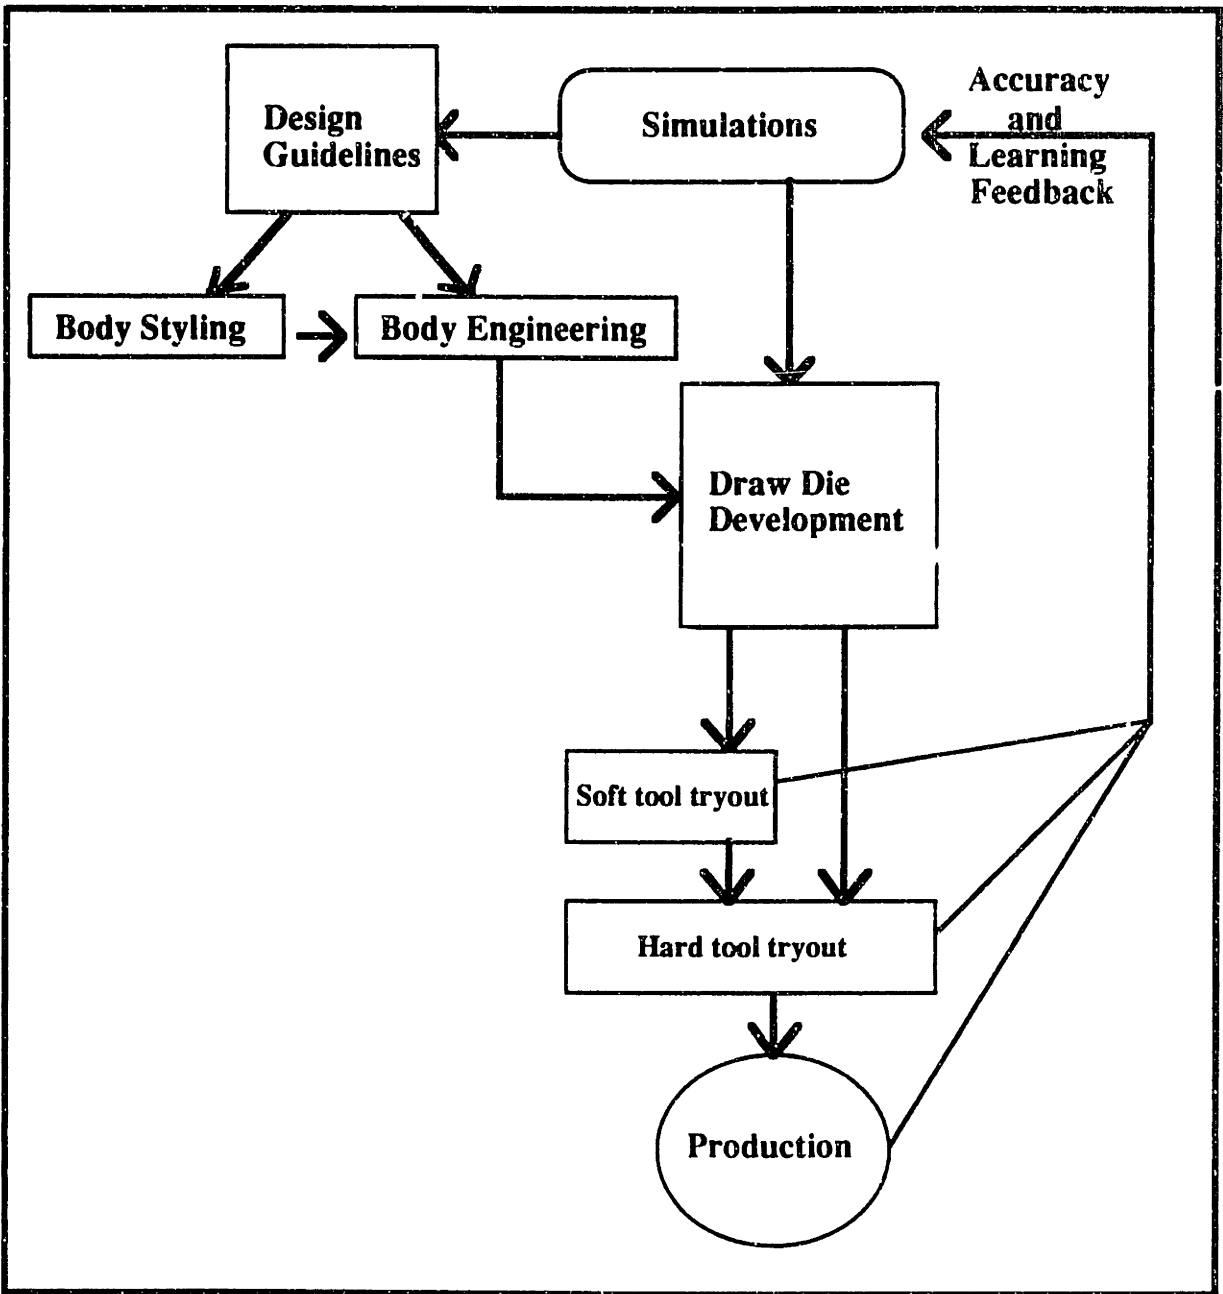 Design
Guidelines
Simulations
Accuracy
and
Learning
Feedback
Body Styling
Body Engineering
Draw Die
Development
Soft tool tryout
Hard tool tryout
Production